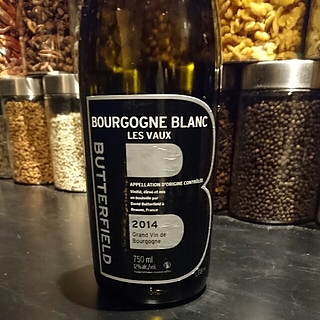 BOURGOGNE BLANC
LES VAUX
BUTTERFIELD
APPELLATION D'ORIGINE CONTRÔLÉE
Vinifié, élevé et mis
en bouteille par
David Butterfield à
Beaune, France
2014
Grand Vin de
Bourgogne
750 ml
12% alc./vol.